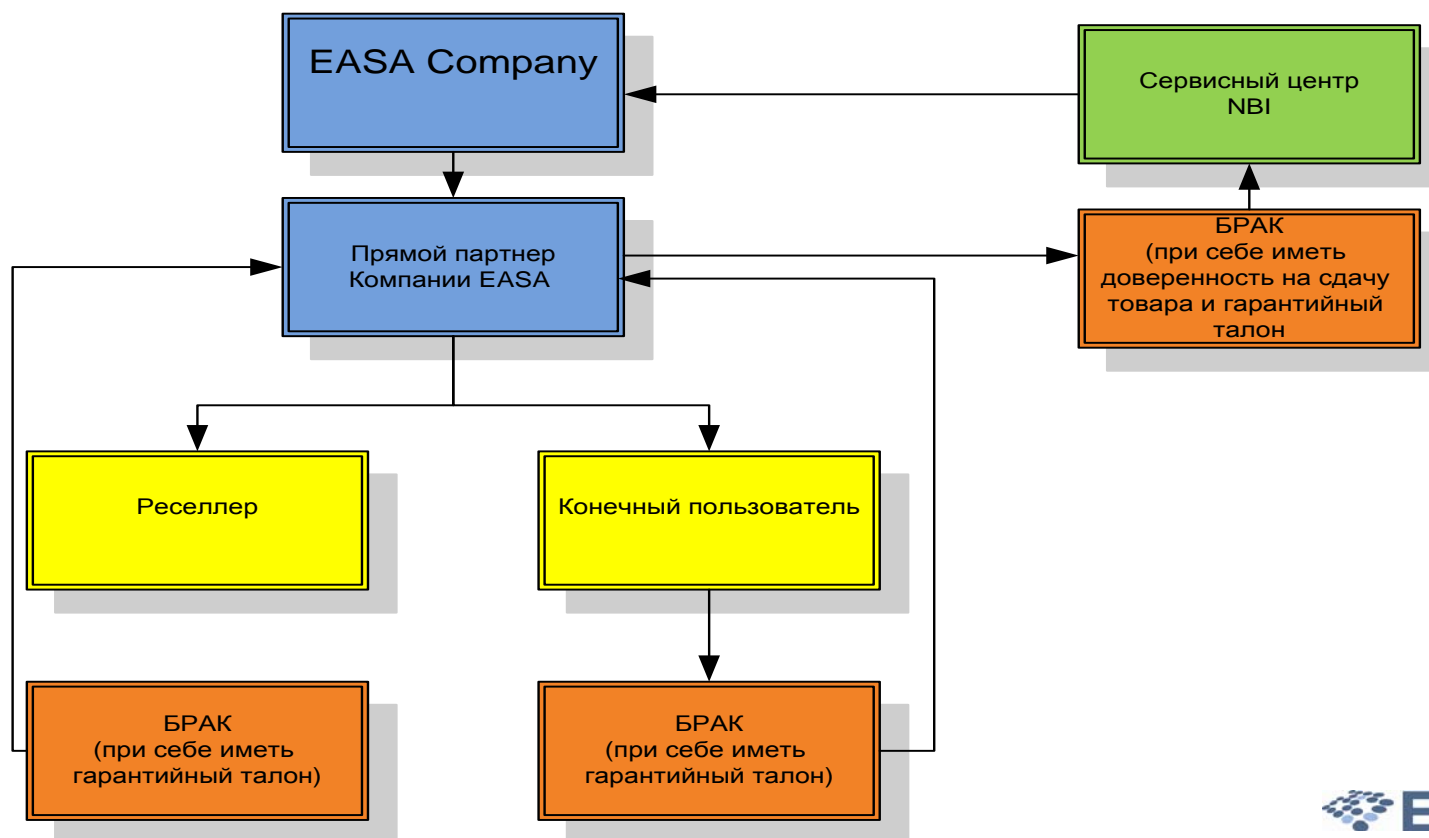 EASA Company
Сервисный центр
NBI
Прямой партнер
Компании EASA
БРАК
(при себе иметь
доверенность на сдачу
товара и гарантийный
талон
Реселлер
Конечный пользователь
БРАК
(при себе иметь
гарантийный талон)
БРАК
(при себе иметь
гарантийный талон)
E